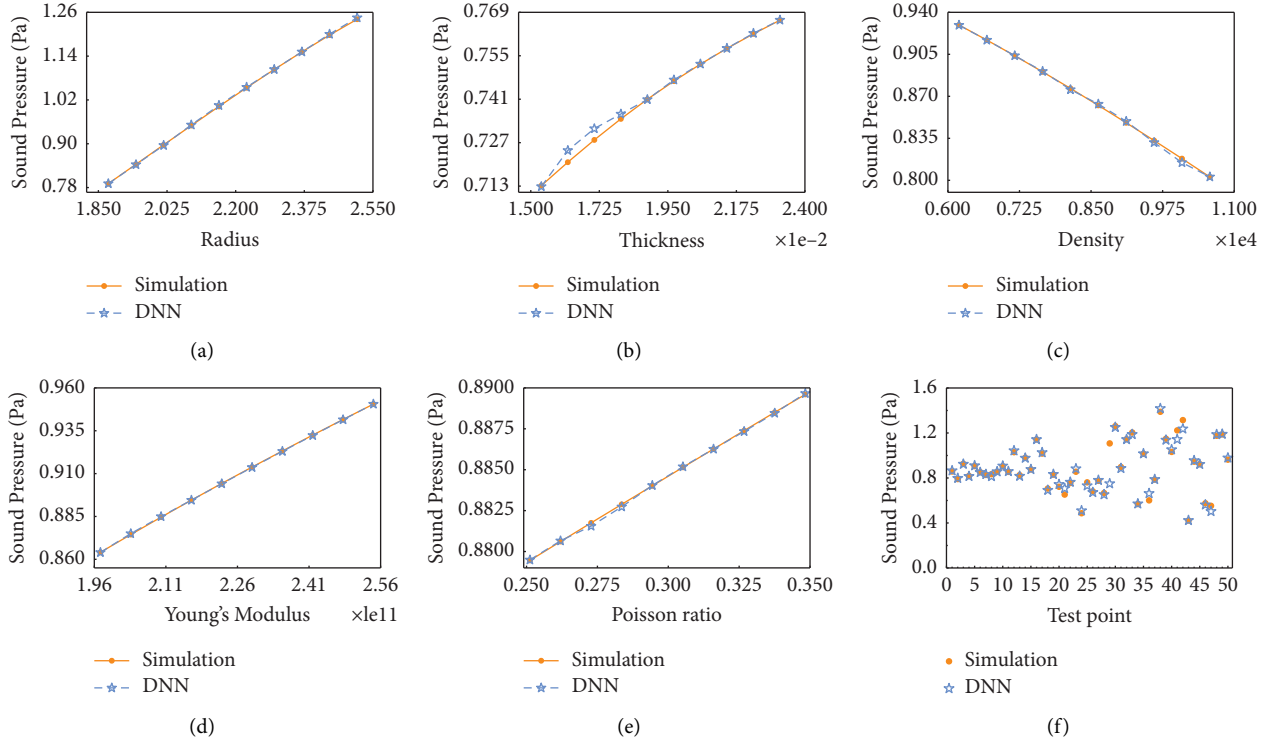 1.26
1.14
1.02
0.90
0.78
Sound Pressure (Pa)
1.850 2.025 2.200 2.375 2.550
Radius
Simulation
DNN
(a)
0.769
0.755
0.741
0.727
0.713
Sound Pressure (Pa)
1.500 1.725 1.950 2.175 2.400
Thickness ×1e–2
Simulation
DNN
(b)
0.940
0.905
0.870
0.835
0.800
Sound Pressure (Pa)
0.600 0.725 0.850 0.975 1.100
Density ×1e4
Simulation
DNN
(c)
0.960
0.935
0.910
0.885
0.860
Sound Pressure (Pa)
1.96 2.11 2.26 2.41 2.56
Young's Modulus ×le11
Simulation
DNN
(d)
0.8900
0.8875
0.8850
0.8825
0.8800
Sound Pressure (Pa)
0.250 0.275 0.300 0.325 0.350
Poisson ratio
Simulation
DNN
(e)
1.6
1.2
0.8
0.4
0.0
Sound Pressure (Pa)
0 5 10 15 20 25 30 35 40 45 50
Test point
Simulation
DNN
(f)